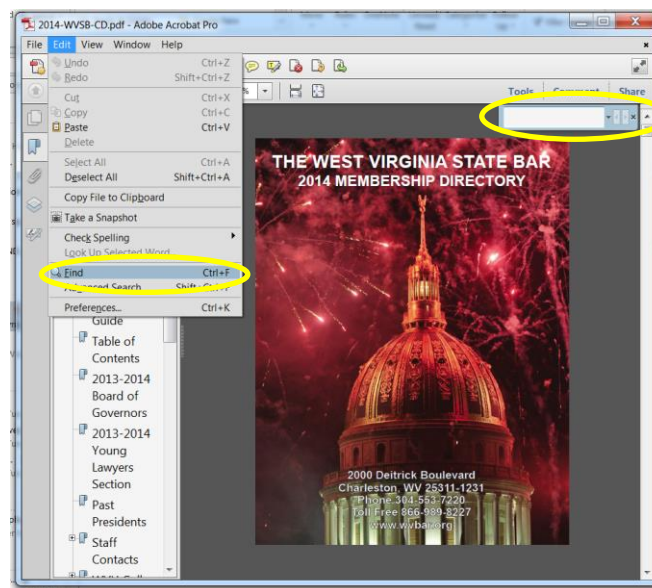 2014-WVSB-CD.pdf - Adobe Acrobat Pro
File Edit View Window Help
Undo Ctrl+Z
Redo Shift+Ctrl+Z
Cut Ctrl+X
Copy Ctrl+C
Paste Ctrl+V
Delete
Select All Ctrl+A
Deselect All Shift+Ctrl+A
Copy File to Clipboard
Take a Snapshot
Check Spelling
Look Up Selected Word
Find Ctrl+F
Advanced Search
Preferences... Ctrl+K
Tools Comment Share
Guide
Table of
Contents
2013-2014
Board of
Governors
2013-2014
Young
Lawyers
Section
Past
Presidents
Staff
Contacts
THE WEST VIRGINIA STATE BAR
2014 MEMBERSHIP DIRECTORY
2000 Deitrick Boulevard
Charleston, WV 25311-1231
Phone 304-553-7220
Toll Free 866-989-8227
www.wvbar.org